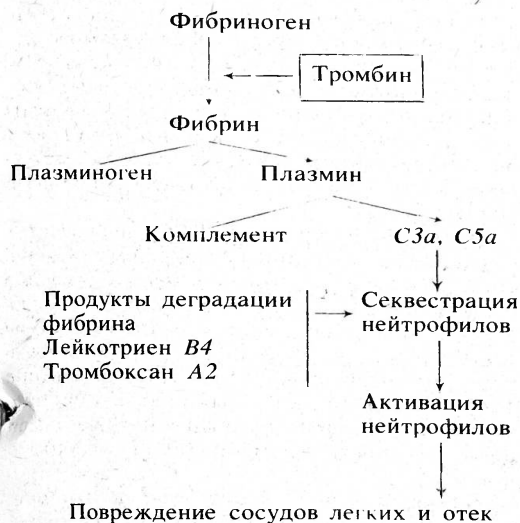 Фибриноген
Тромбин
Фибрин
Плазминоген Плазмин
Комплемент C3a, C5a
Продукты деградации
фибрина
Лейкотриен B4
Тромбоксан A2
Секвестрация
нейтрофилов
Активация
нейтрофилов
Повреждение сосудов легких и отек